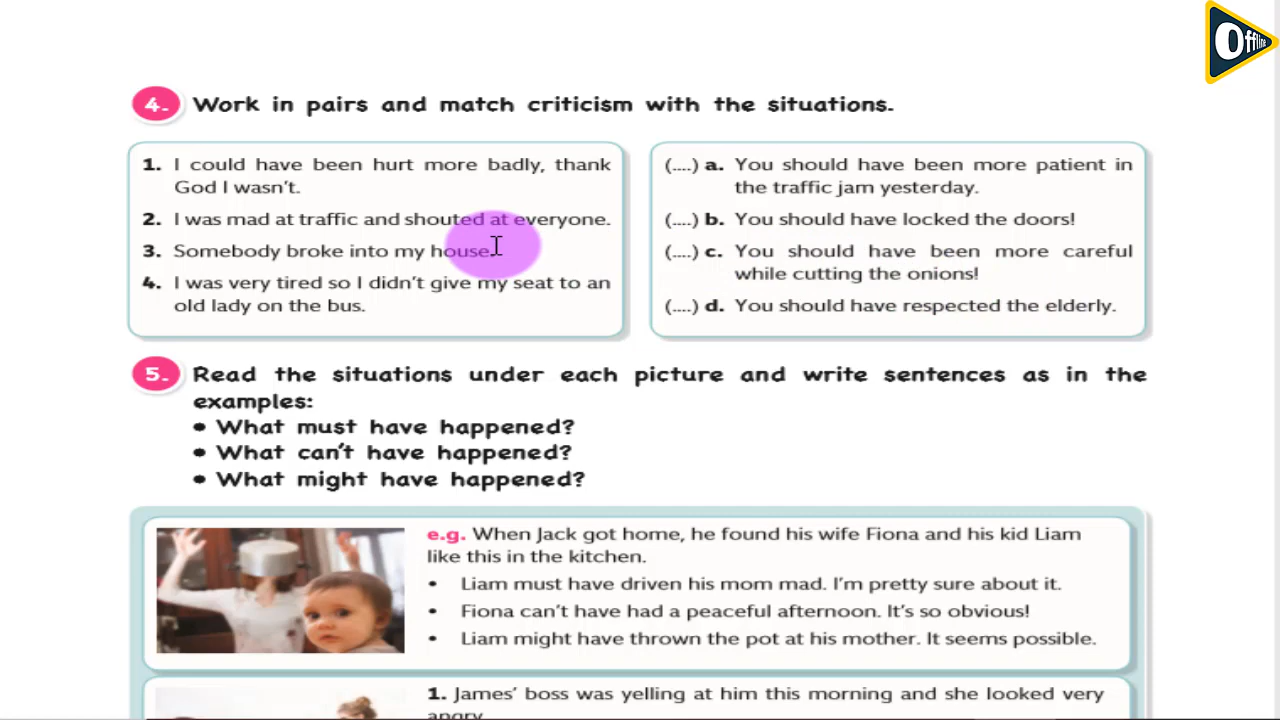 Offline
4. Work in pairs and match criticism with the situations.
1. I could have been hurt more badly, thank
God I wasn't.
2. I was mad at traffic and shouted at everyone.
3. Somebody broke into my house.
4. I was very tired so I didn't give my seat to an
old lady on the bus.
(....) a. You should have been more patient in
the traffic jam yesterday.
(....) b. You should have locked the doors!
(....) c. You should have been more careful
while cutting the onions!
(....) d. You should have respected the elderly.
5. Read the situations under each picture and write sentences as in the
examples:
• What must have happened?
• What can't have happened?
• What might have happened?
e.g. When Jack got home, he found his wife Fiona and his kid Liam
like this in the kitchen.
• Liam must have driven his mom mad. I'm pretty sure about it.
• Fiona can't have had a peaceful afternoon. It's so obvious!
• Liam might have thrown the pot at his mother. It seems possible.
1. James' boss was yelling at him this morning and she looked very
angry